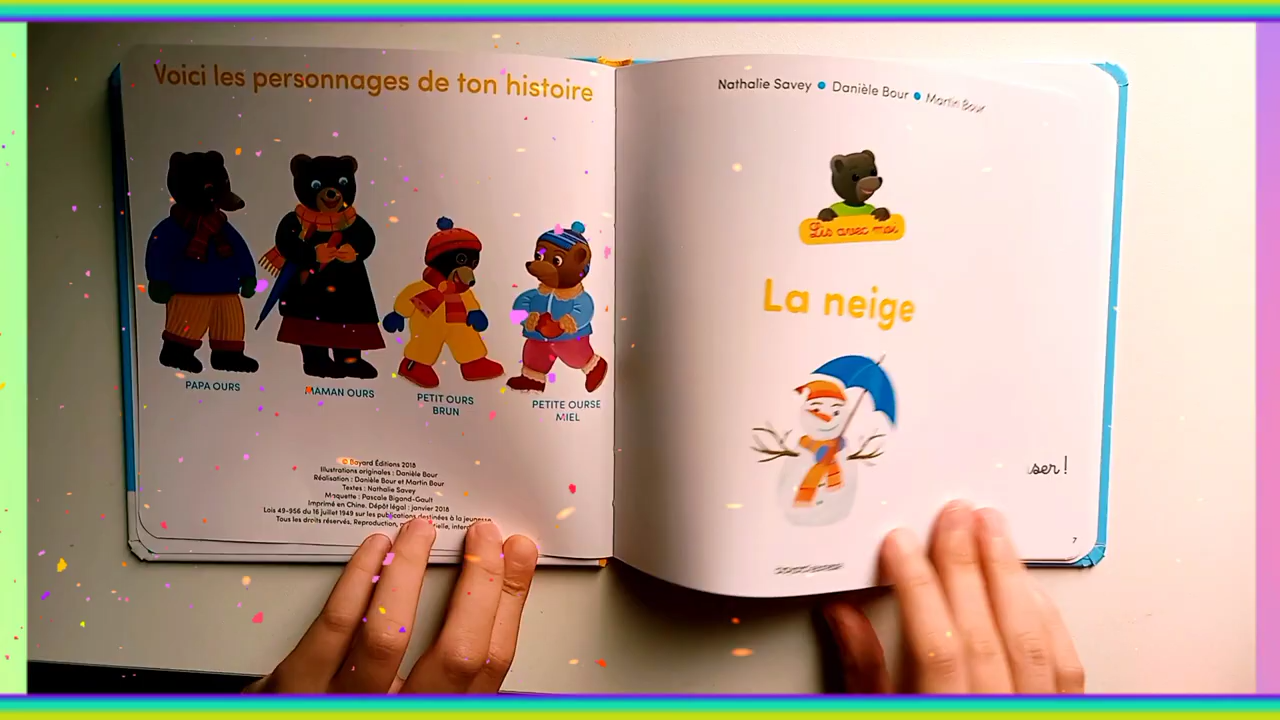 Voici les personnages de ton histoire
PAPA OURS
MAMAN OURS
PETIT OURS
BRUN
PETITE OURSE
MIEL
© Bayard Éditions 2018
Illustrations originales : Danièle Bour
Réalisation : Danièle Bour et Martin Bour
Textes : Nathalie Savey
Maquette : Pascale Bigand-Gault
Imprimé en Chine. Dépôt légal : janvier 2018
Lois 49-956 du 16 juillet 1949 sur les publications destinées à la jeunesse
Tous les droits réservés. Reproduction,
Nathalie Savey • Danièle Bour • Martin Bour
Lis avec moi
La neige
ser !
7